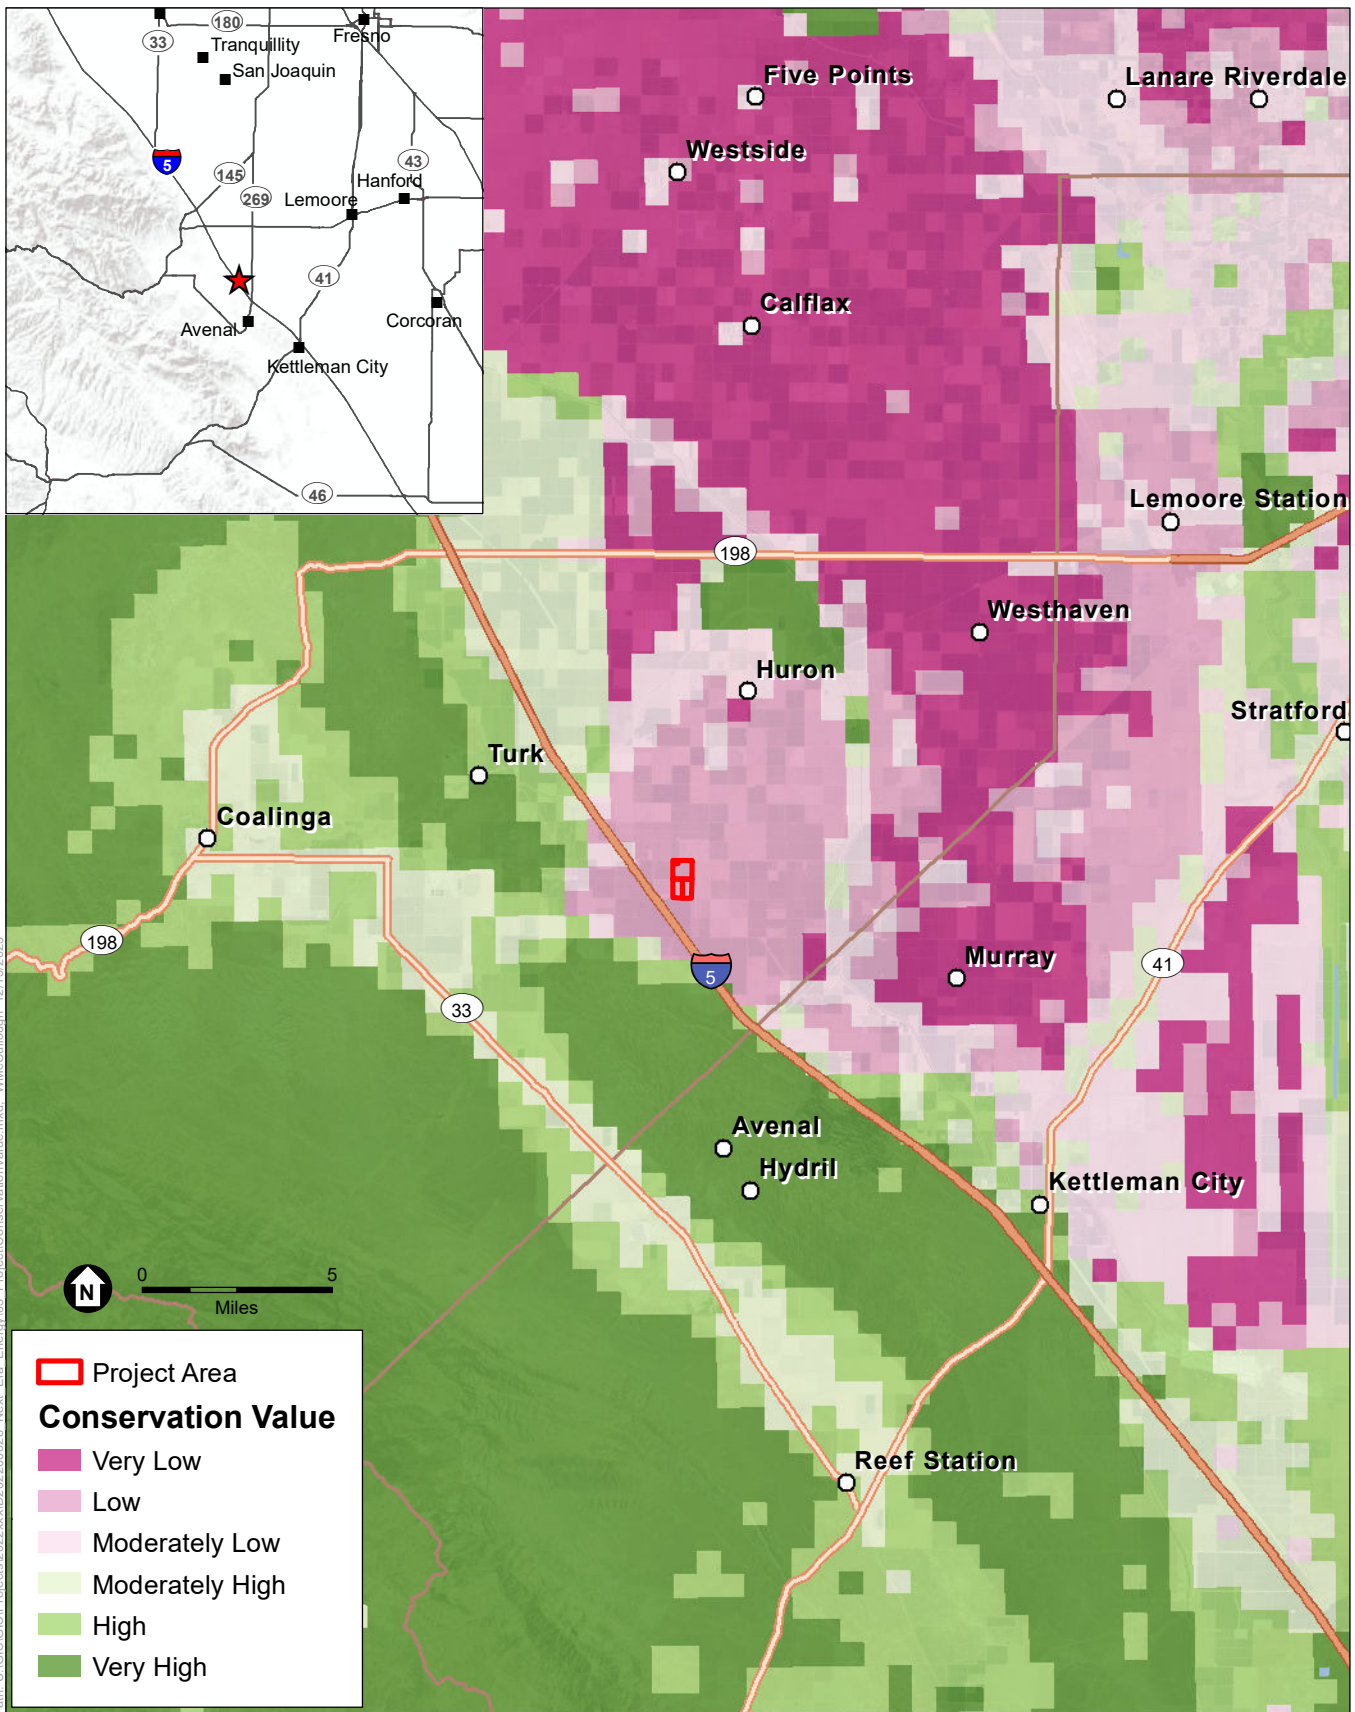 180
33
Fresno
Tranquillity
San Joaquin
5
145
43
Hanford
269
Lemoore
41
Avenal
Corcoran
Kettleman City
46
Five Points
Lanare Riverdale
Westside
Calflax
Lemoore Station
198
Westhaven
Huron
Stratford
Turk
Coalinga
198
Murray
41
5
33
Avenal
Hydril
Kettleman City
N
0 5
Miles
Reef Station
Project Area
Conservation Value
Very Low
Low
Moderately Low
Moderately High
High
Very High